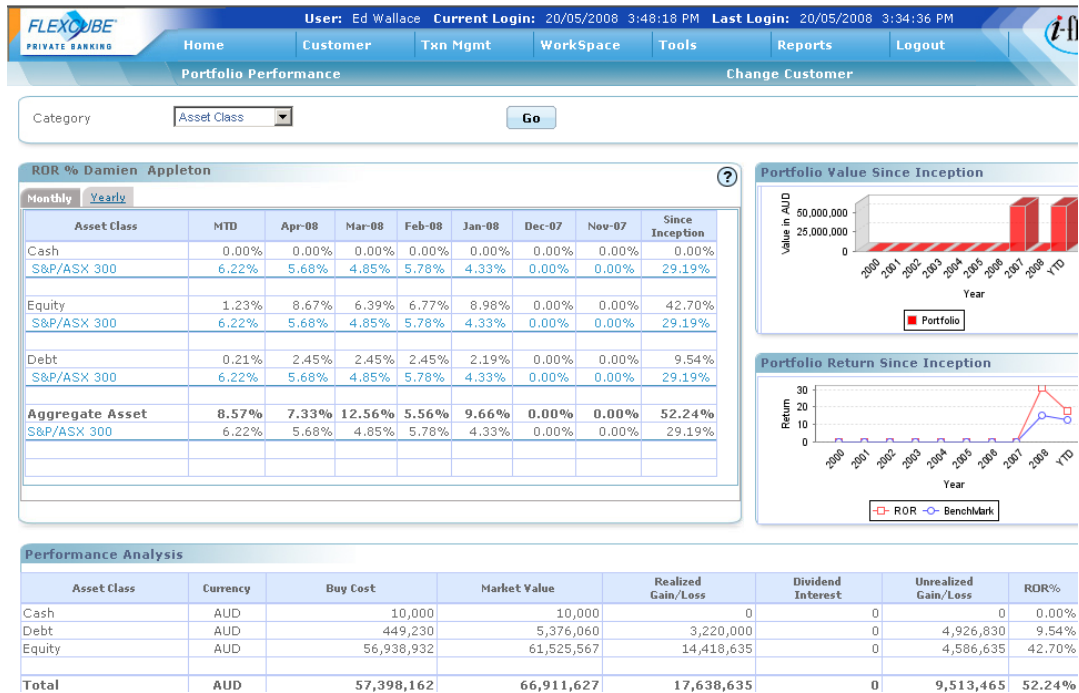 FLEXCUBE
PRIVATE BANKING
User: Ed Wallace Current Login: 20/05/2008 3:48:18 PM Last Login: 20/05/2008 3:34:36 PM
Home Customer Txn Mgmt WorkSpace Tools Reports Logout
Portfolio Performance Change Customer
Category Asset Class Go
ROR % Damien Appleton ?
Monthly Yearly
Asset Class MTD Apr-08 Mar-08 Feb-08 Jan-08 Dec-07 Nov-07 Since Inception
Cash 0.00% 0.00% 0.00% 0.00% 0.00% 0.00% 0.00% 0.00%
S&P/ASX 300 6.22% 5.68% 4.85% 5.78% 4.33% 0.00% 0.00% 29.19%
Equity 1.23% 8.67% 6.39% 6.77% 8.98% 0.00% 0.00% 42.70%
S&P/ASX 300 6.22% 5.68% 4.85% 5.78% 4.33% 0.00% 0.00% 29.19%
Debt 0.21% 2.45% 2.45% 2.45% 2.19% 0.00% 0.00% 9.54%
S&P/ASX 300 6.22% 5.68% 4.85% 5.78% 4.33% 0.00% 0.00% 29.19%
Aggregate Asset 8.57% 7.33% 12.56% 5.56% 9.66% 0.00% 0.00% 52.24%
S&P/ASX 300 6.22% 5.68% 4.85% 5.78% 4.33% 0.00% 0.00% 29.19%
Portfolio Value Since Inception
Value in AUD
50,000,000
25,000,000
0
2000 2001 2002 2003 2004 2005 2006 2007 2008 YTD
Year
Portfolio
Portfolio Return Since Inception
Return
30
20
10
0
2000 2001 2002 2003 2004 2005 2006 2007 2008 YTD
Year
ROR BenchMark
Performance Analysis
Asset Class Currency Buy Cost Market Value Realized Gain/Loss Dividend Interest Unrealized Gain/Loss ROR%
Cash AUD 10,000 10,000 0 0 0 0.00%
Debt AUD 449,230 5,376,060 3,220,000 0 4,926,830 9.54%
Equity AUD 56,938,932 61,525,567 14,418,635 0 4,586,635 42.70%
Total AUD 57,398,162 66,911,627 17,638,635 0 9,513,465 52.24%